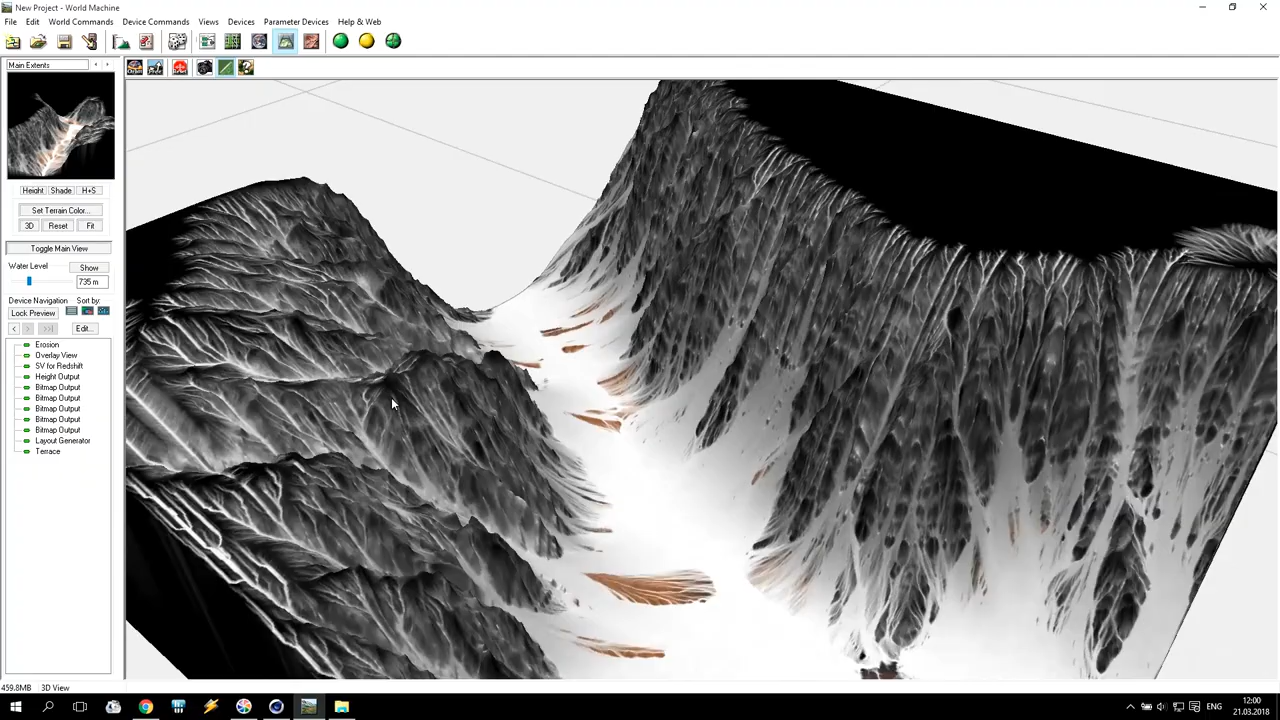 New Project - World Machine
File Edit World Commands Device Commands Views Devices Parameter Devices Help & Web
Main Extents
Height Shade H+S
Set Terrain Color...
3D Reset Fit
Toggle Main View
Water Level Show
735 m
Device Navigation Sort by:
Lock Preview
Edit...
Erosion
Overlay View
SV for Redshift
Height Output
Bitmap Output
Bitmap Output
Bitmap Output
Bitmap Output
Bitmap Output
Layout Generator
Terrace
459.8MB 3D View
ENG
12:00
21.03.2018